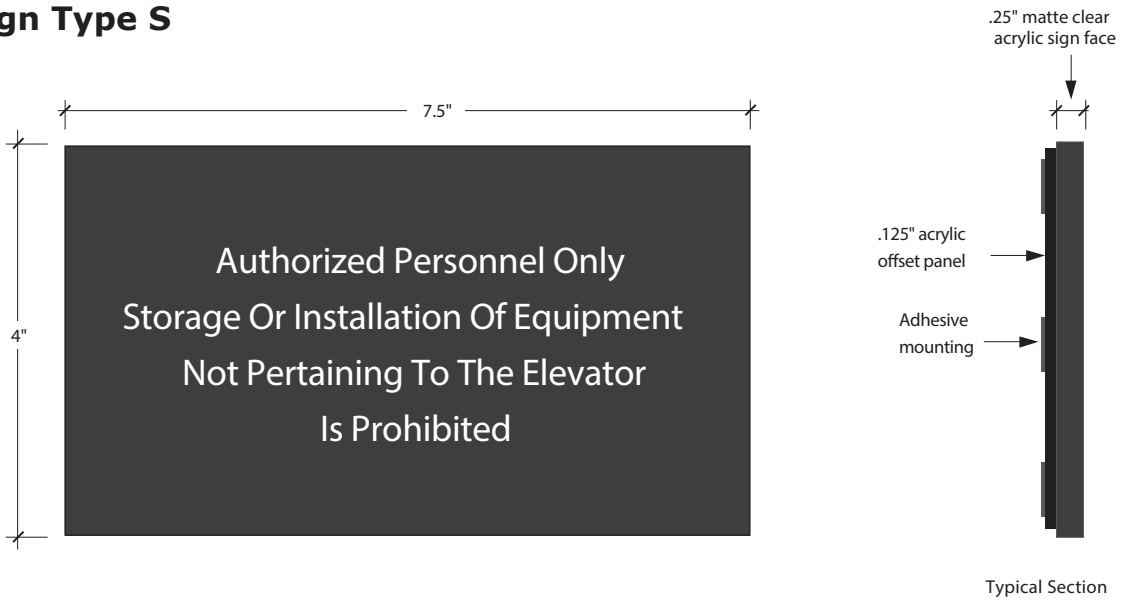 gn Type S
.25" matte clear
acrylic sign face
7.5"
4"
Authorized Personnel Only
Storage Or Installation Of Equipment
Not Pertaining To The Elevator
Is Prohibited
.125" acrylic
offset panel
Adhesive
mounting
Typical Section